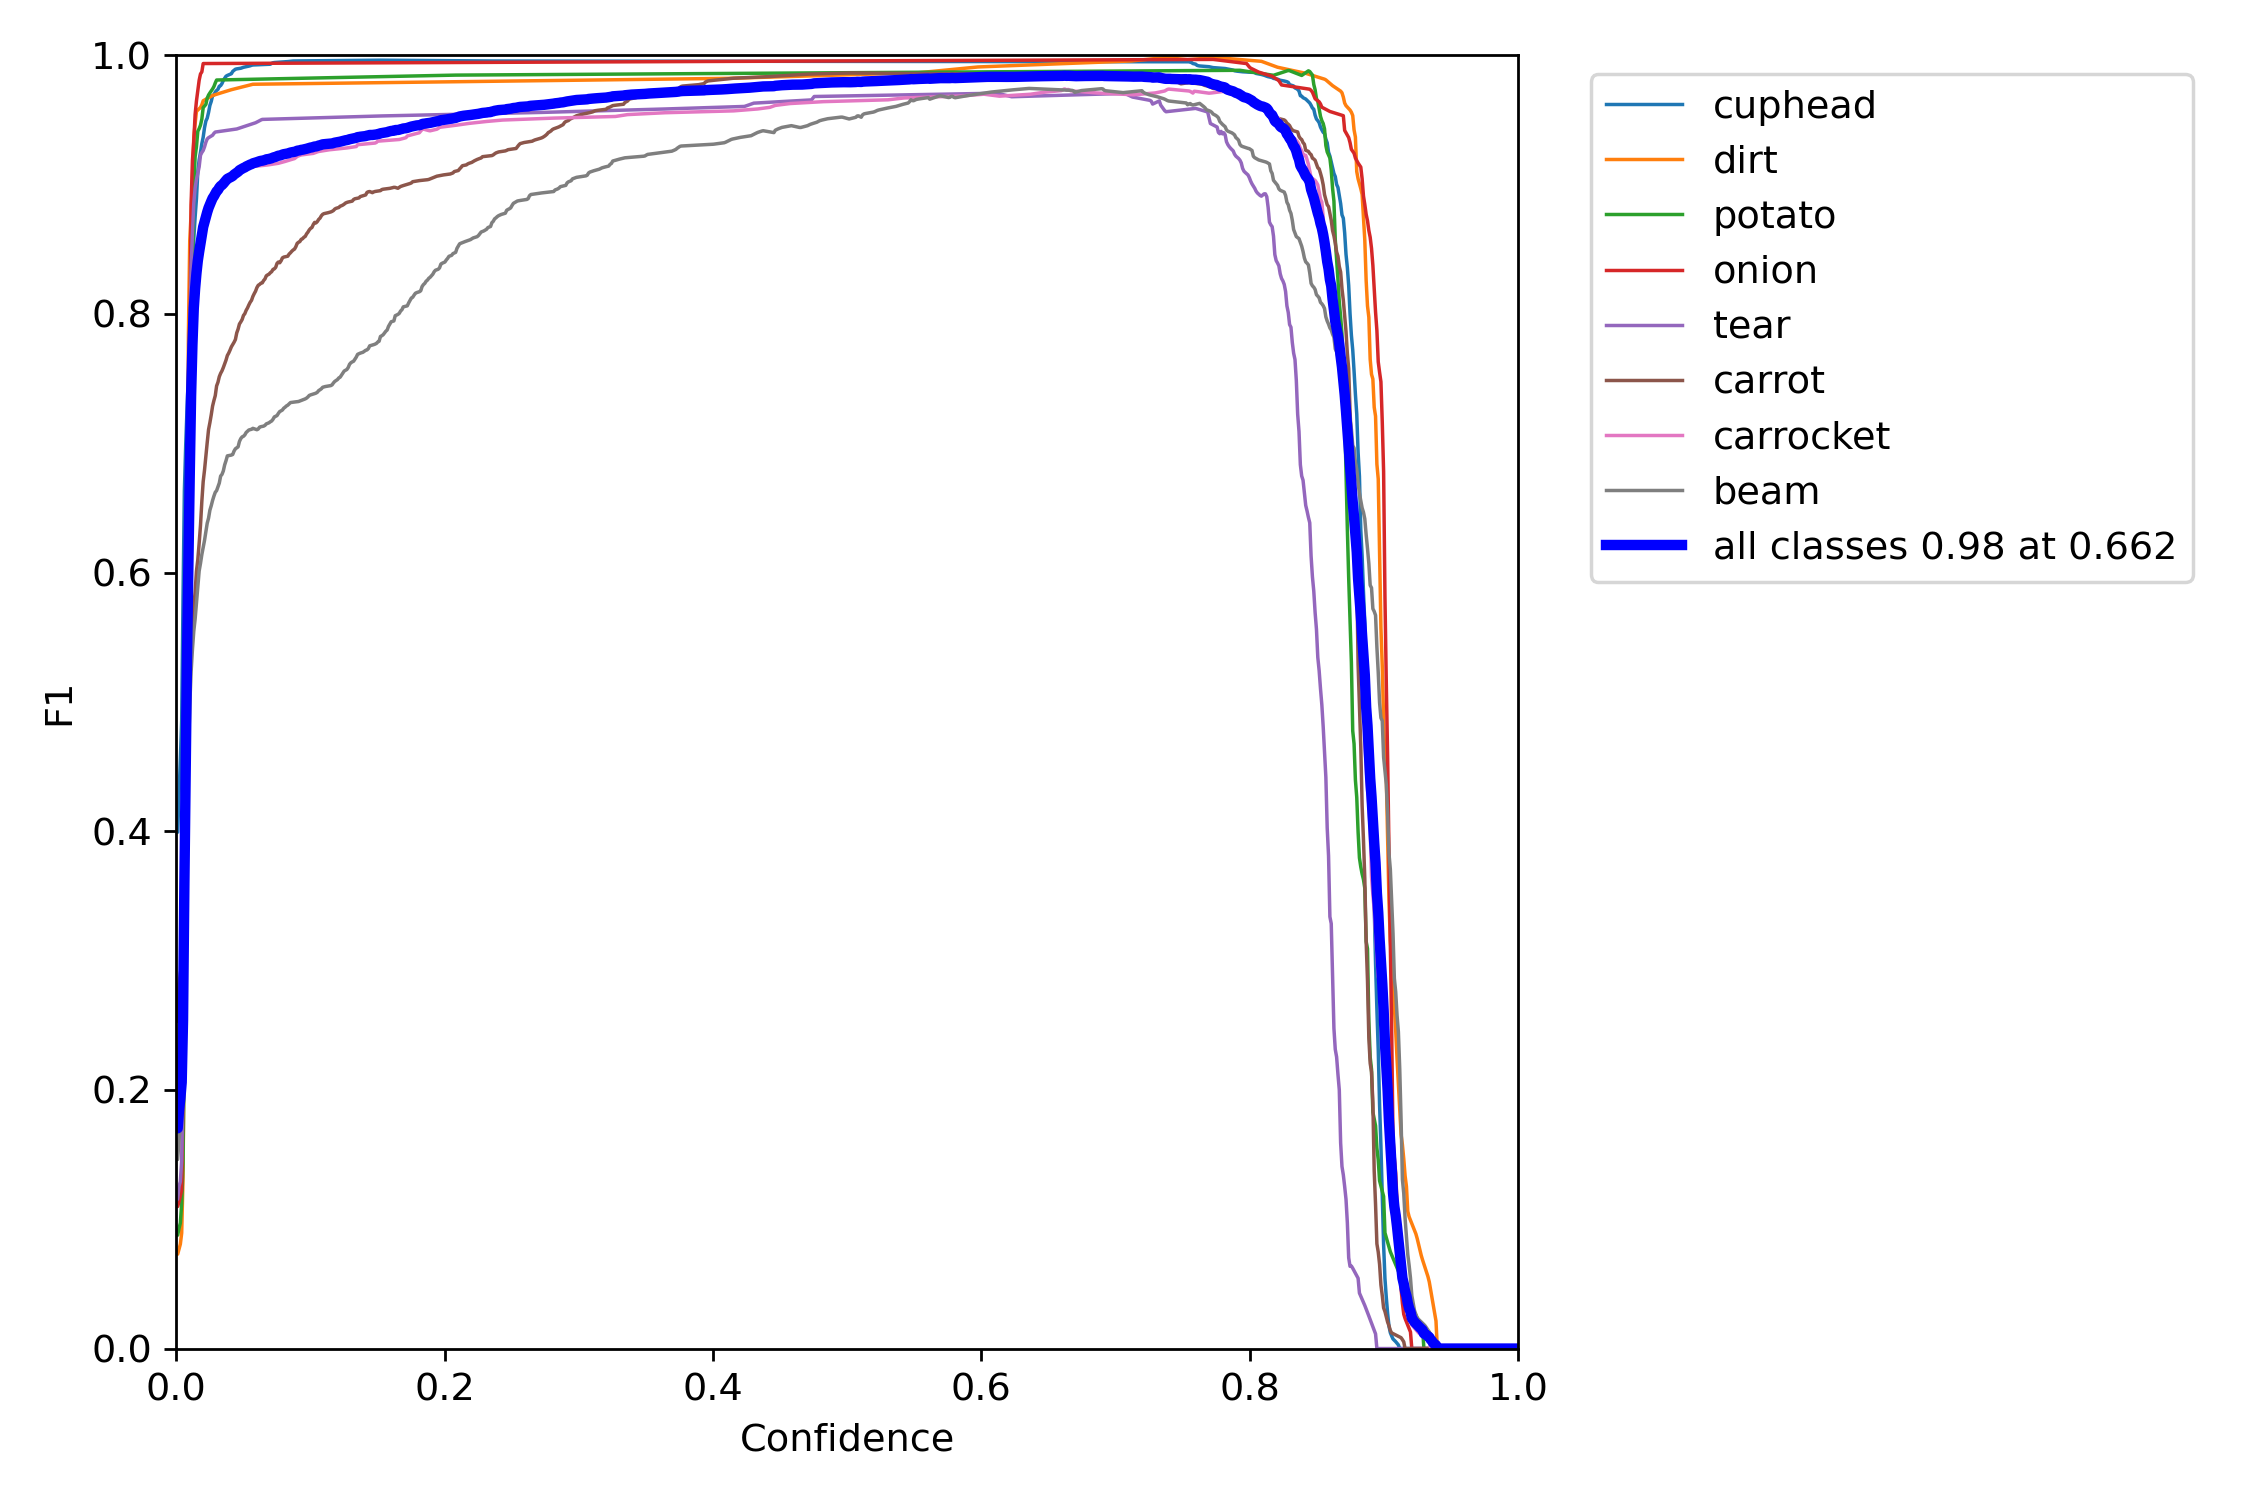 1.0
0.8
0.6
0.4
0.2
0.0
F1
0.0 0.2 0.4 0.6 0.8 1.0
Confidence
cuphead
dirt
potato
onion
tear
carrot
carrocket
beam
all classes 0.98 at 0.662